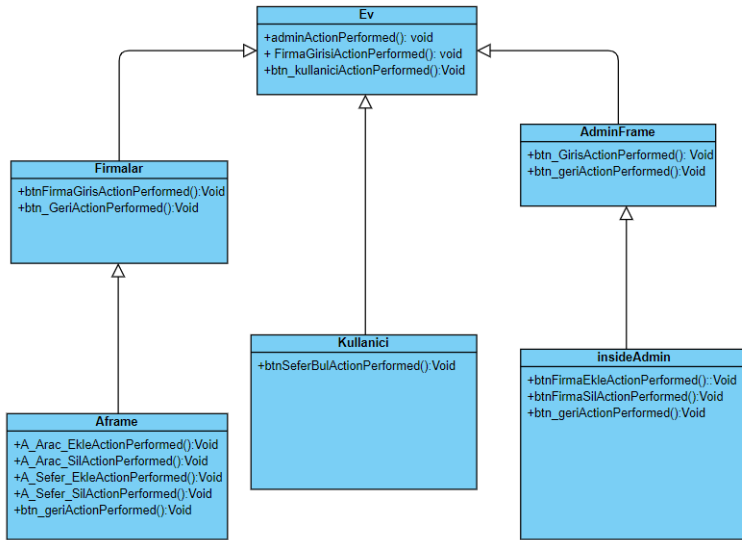 Ev
+adminActionPerformed(): void
+ FirmaGirisiActionPerformed(): void
+btn_kullaniciActionPerformed():Void
Firmalar
+btnFirmaGirisActionPerformed():Void
+btn_GeriActionPerformed():Void
AdminFrame
+btn_GirisActionPerformed(): Void
+btn_geriActionPerformed():Void
Kullanici
+btnSeferBulActionPerformed():Void
insideAdmin
+btnFirmaEkleActionPerformed()::Void
+btnFirmaSilActionPerformed():Void
+btn_geriActionPerformed():Void
Aframe
+A_Arac_EkleActionPerformed():Void
+A_Arac_SilActionPerformed():Void
+A_Sefer_EkleActionPerformed():Void
+A_Sefer_SilActionPerformed():Void
+btn_geriActionPerformed():Void